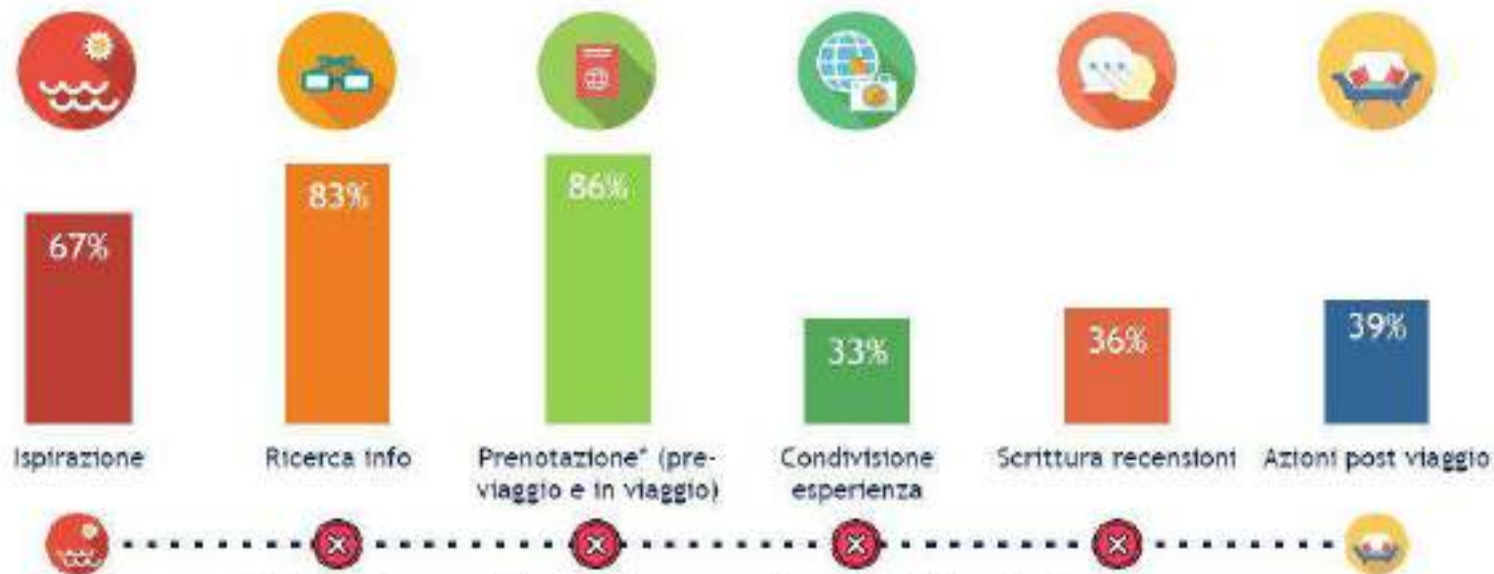 67%
83%
86%
33%
36%
39%
Ispirazione
Ricerca info
Prenotazione* (pre-
viaggio e in viaggio)
Condivisione
esperienza
Scrittura recensioni
Azioni post viaggio